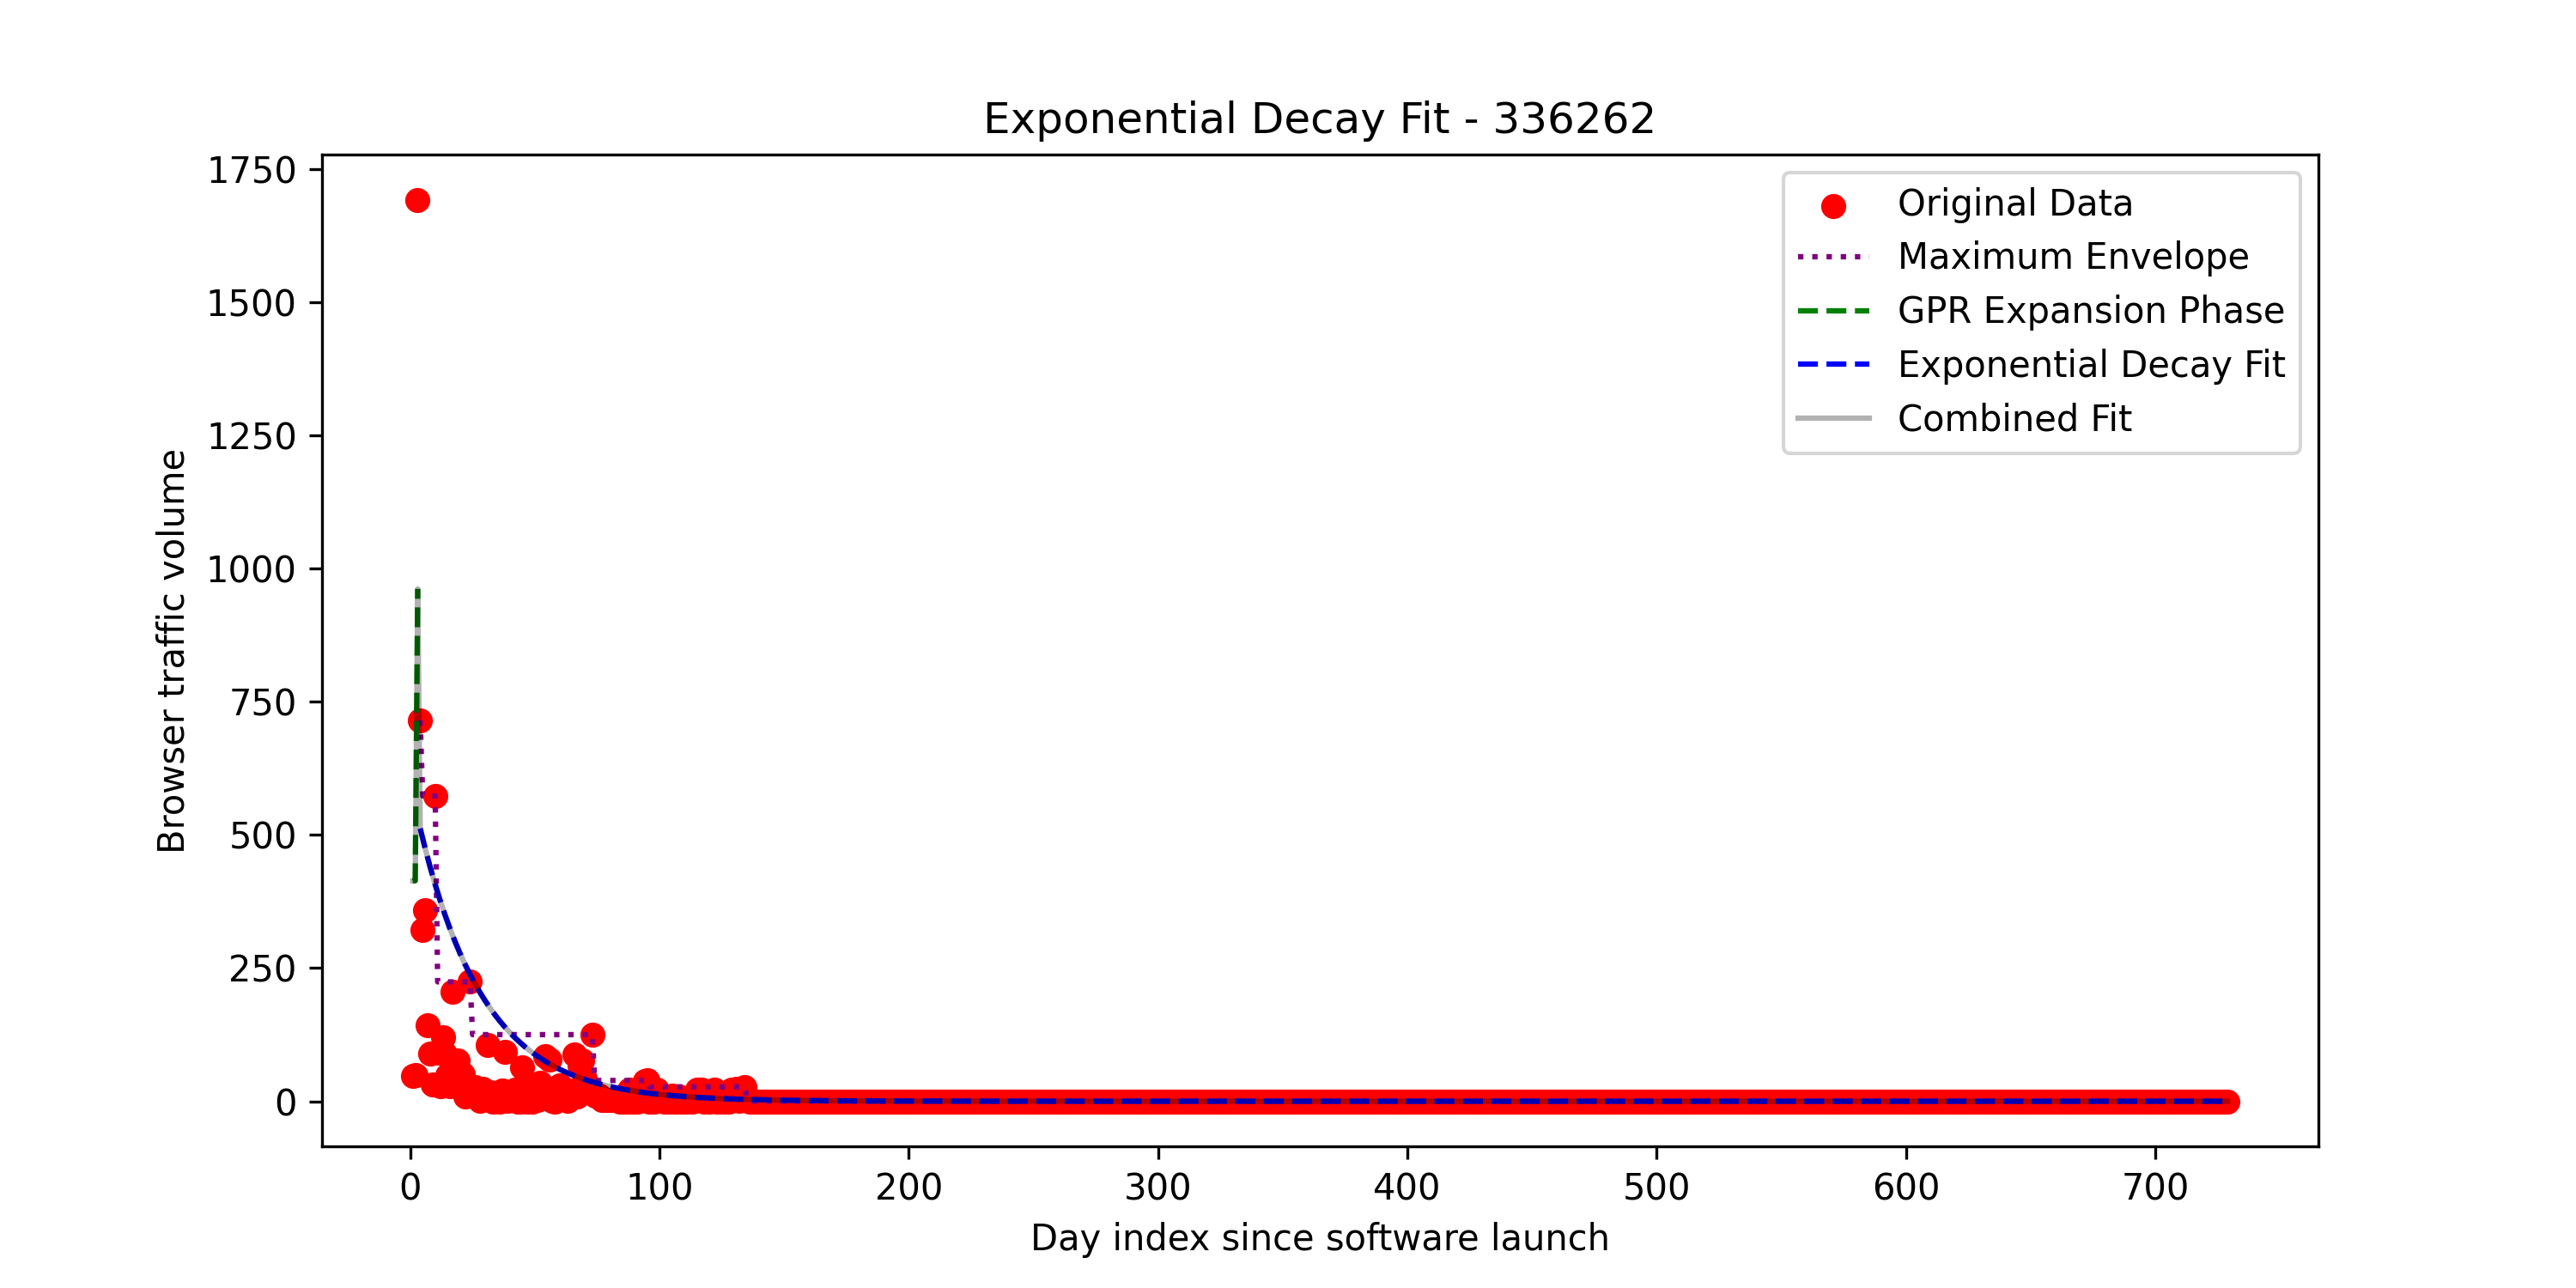 Exponential Decay Fit - 336262
1750
1500
1250
1000
750
500
250
0
Browser traffic volume
Original Data
Maximum Envelope
GPR Expansion Phase
Exponential Decay Fit
Combined Fit
0 100 200 300 400 500 600 700
Day index since software launch